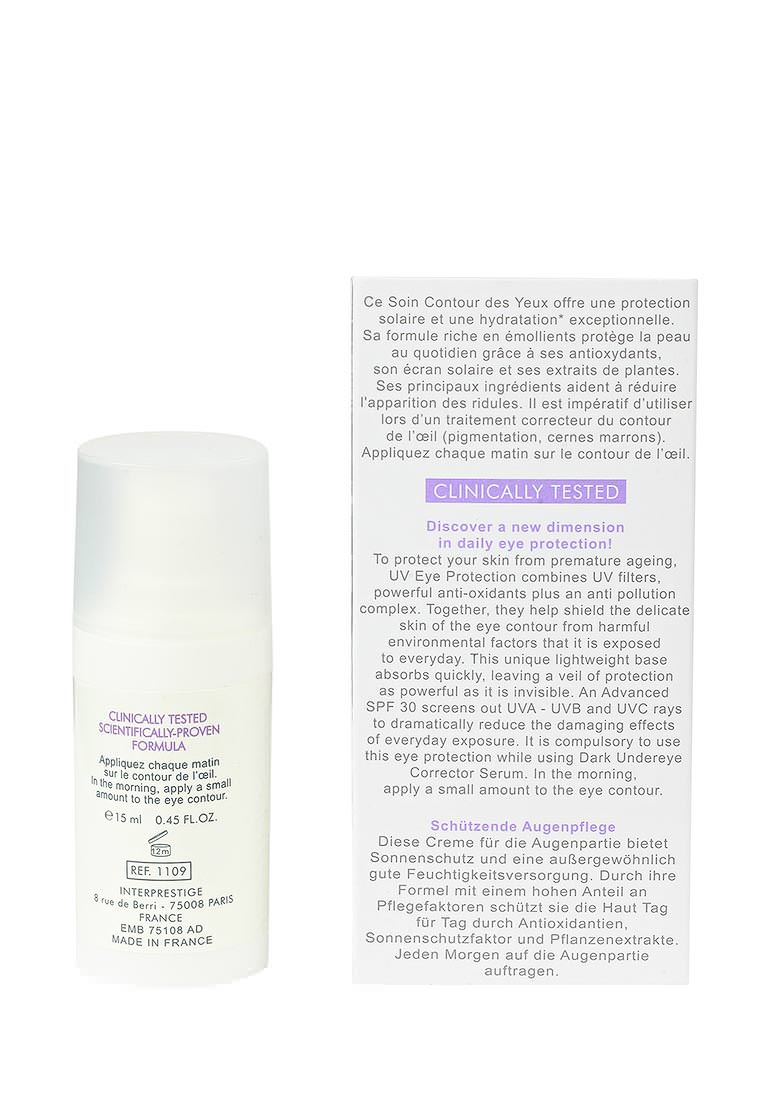 CLINICALLY TESTED
SCIENTIFICALLY-PROVEN
FORMULA
Appliquez chaque matin
sur le contour de l'œil.
In the morning, apply a small
amount to the eye contour.
℮15 ml 0.45 FL.OZ.
12m
REF. 1109
INTERPRESTIGE
8 rue de Berri - 75008 PARIS
FRANCE
EMB 75108 AD
MADE IN FRANCE
Ce Soin Contour des Yeux offre une protection
solaire et une hydratation* exceptionnelle.
Sa formule riche en émollients protège la peau
au quotidien grâce à ses antioxydants,
son écran solaire et ses extraits de plantes.
Ses principaux ingrédients aident à réduire
l'apparition des ridules. Il est impératif d'utiliser
lors d'un traitement correcteur du contour
de l'œil (pigmentation, cernes marrons).
Appliquez chaque matin sur le contour de l'œil.
CLINICALLY TESTED
Discover a new dimension
in daily eye protection!
To protect your skin from premature ageing,
UV Eye Protection combines UV filters,
powerful anti-oxidants plus an anti pollution
complex. Together, they help shield the delicate
skin of the eye contour from harmful
environmental factors that it is exposed
to everyday. This unique lightweight base
absorbs quickly, leaving a veil of protection
as powerful as it is invisible. An Advanced
SPF 30 screens out UVA - UVB and UVC rays
to dramatically reduce the damaging effects
of everyday exposure. It is compulsory to use
this eye protection while using Dark Undereye
Corrector Serum. In the morning,
apply a small amount to the eye contour.
Schützende Augenpflege
Diese Creme für die Augenpartie bietet
Sonnenschutz und eine außergewöhnlich
gute Feuchtigkeitsversorgung. Durch ihre
Formel mit einem hohen Anteil an
Pflegefaktoren schützt sie die Haut Tag
für Tag durch Antioxidantien,
Sonnenschutzfaktor und Pflanzenextrakte.
Jeden Morgen auf die Augenpartie
auftragen.